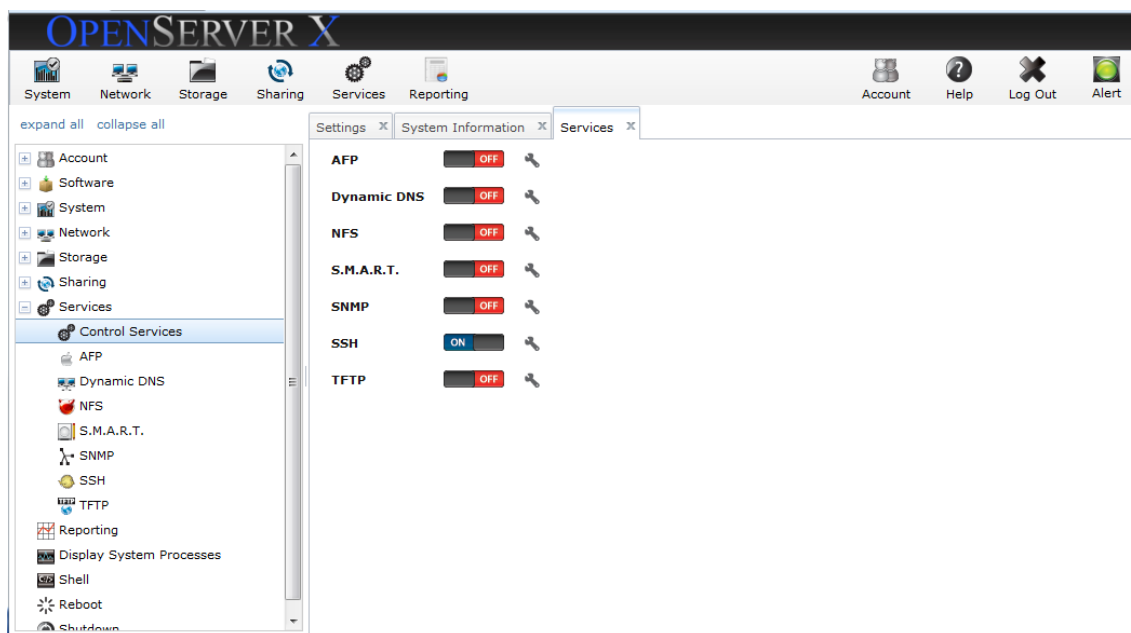 OPENSERVER X
System Network Storage Sharing Services Reporting Account Help Log Out Alert
expand all collapse all
Settings X System Information X Services X
Account
Software
System
Network
Storage
Sharing
Services
Control Services
AFP
Dynamic DNS
NFS
S.M.A.R.T.
SNMP
SSH
TFTP
Reporting
Display System Processes
Shell
Reboot
Shutdown
AFP OFF
Dynamic DNS OFF
NFS OFF
S.M.A.R.T. OFF
SNMP OFF
SSH ON
TFTP OFF